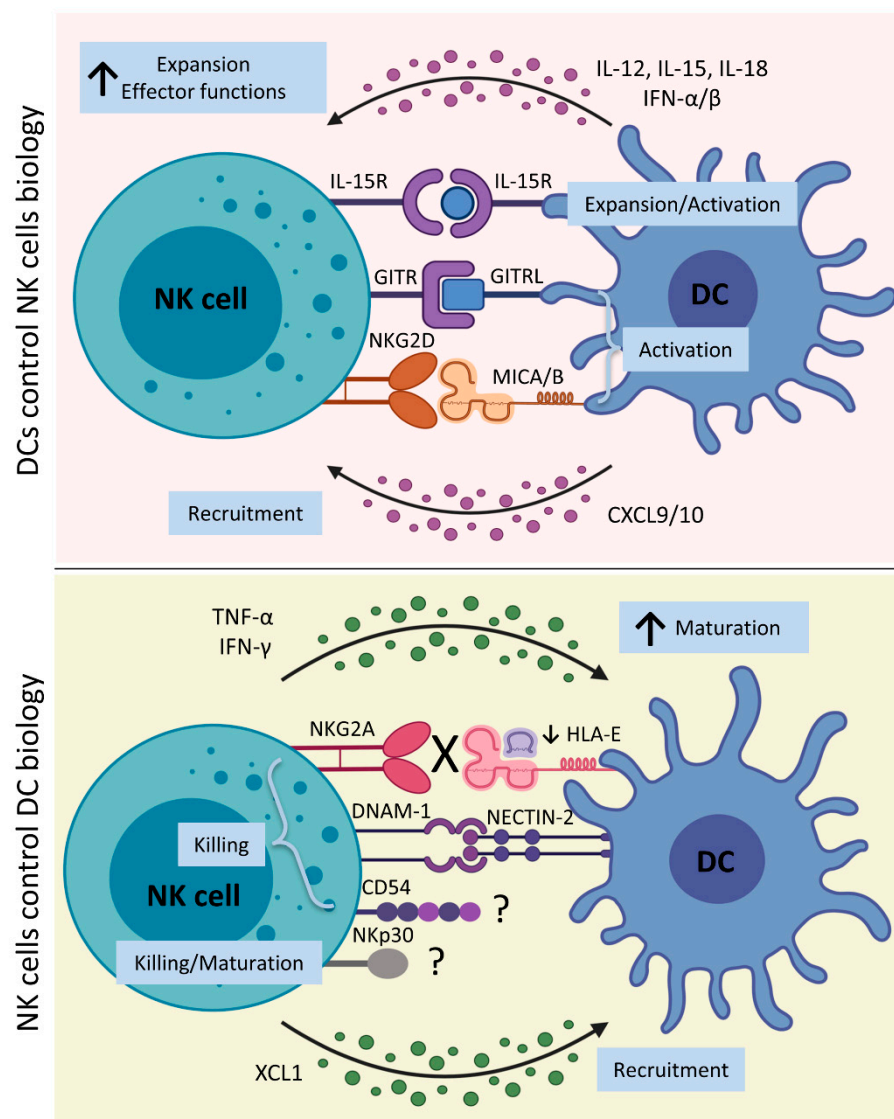 DCs control NK cells biology
↑ Expansion
Effector functions
IL-12, IL-15, IL-18
IFN-α/β
IL-15R
IL-15R
Expansion/Activation
NK cell
GITR
GITRL
DC
NKG2D
MICA/B
Activation
Recruitment
CXCL9/10
NK cells control DC biology
TNF-α
IFN-γ
↑ Maturation
NKG2A
X
↓ HLA-E
DNAM-1
NECTIN-2
Killing
NK cell
DC
CD54
?
NKp30
?
Killing/Maturation
XCL1
Recruitment